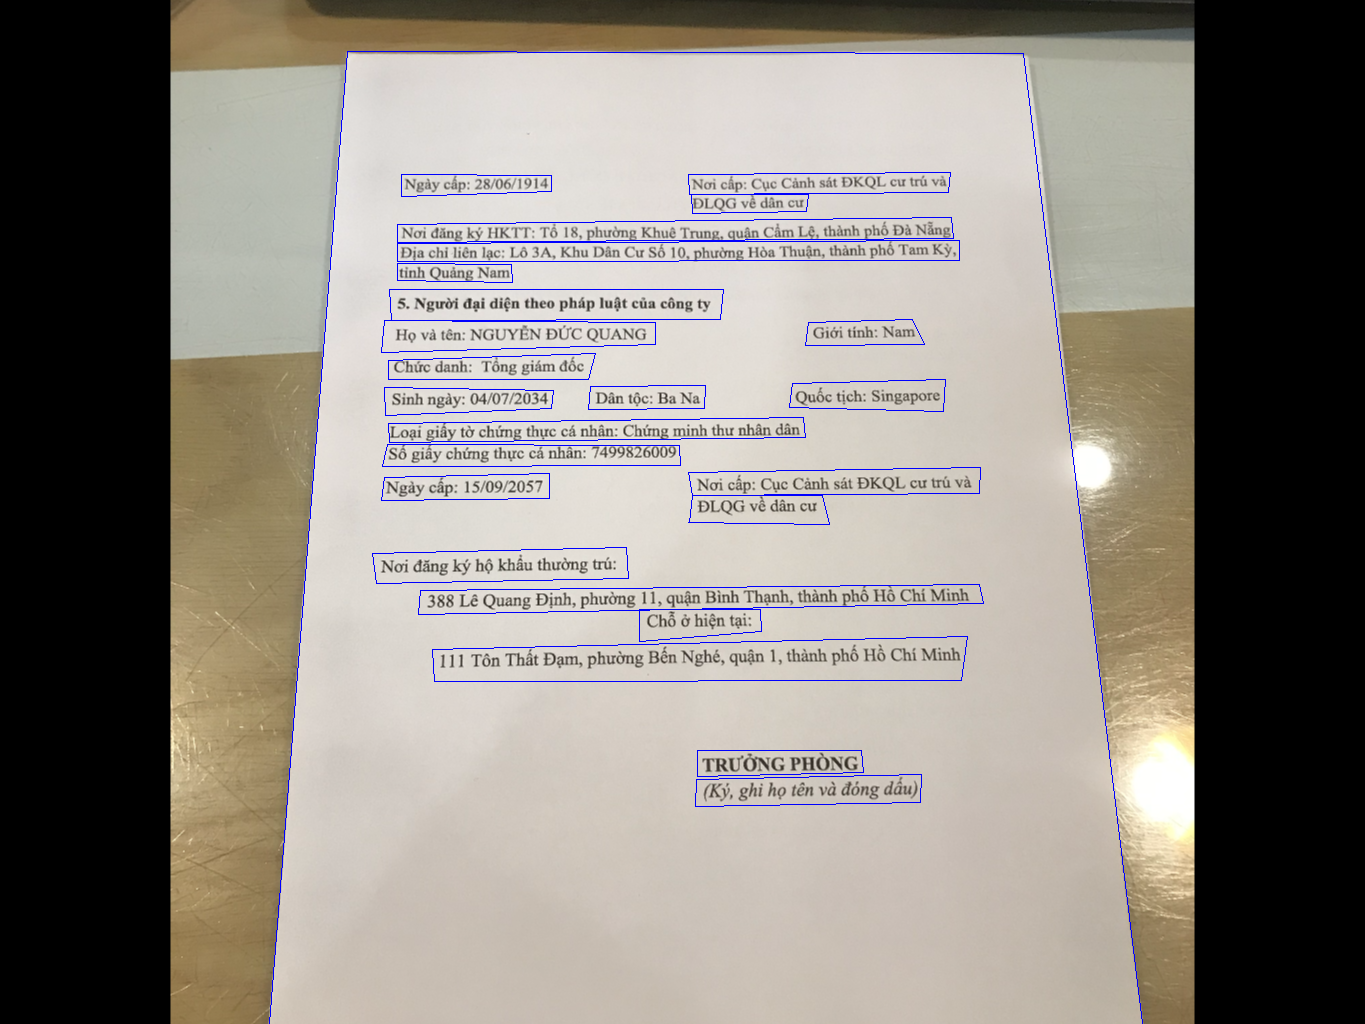 Ngày cấp: 28/06/1914 Nơi cấp: Cục Cảnh sát ĐKQL cư trú và
ĐLQG về dân cư
Nơi đăng ký HKTT: Tổ 18, phường Khuê Trung, quận Cẩm Lệ, thành phố Đà Nẵng
Địa chỉ liên lạc: Lô 3A, Khu Dân Cư Số 10, phường Hòa Thuận, thành phố Tam Kỳ,
tỉnh Quảng Nam
5. Người đại diện theo pháp luật của công ty
Họ và tên: NGUYỄN ĐỨC QUANG Giới tính: Nam
Chức danh: Tổng giám đốc
Sinh ngày: 04/07/2034 Dân tộc: Ba Na Quốc tịch: Singapore
Loại giấy tờ chứng thực cá nhân: Chứng minh thư nhân dân
Số giấy chứng thực cá nhân: 7499826009
Ngày cấp: 15/09/2057 Nơi cấp: Cục Cảnh sát ĐKQL cư trú và
ĐLQG về dân cư
Nơi đăng ký hộ khẩu thường trú:
388 Lê Quang Định, phường 11, quận Bình Thạnh, thành phố Hồ Chí Minh
Chỗ ở hiện tại:
111 Tôn Thất Đạm, phường Bến Nghé, quận 1, thành phố Hồ Chí Minh
TRƯỞNG PHÒNG
(Ký, ghi họ tên và đóng dấu)